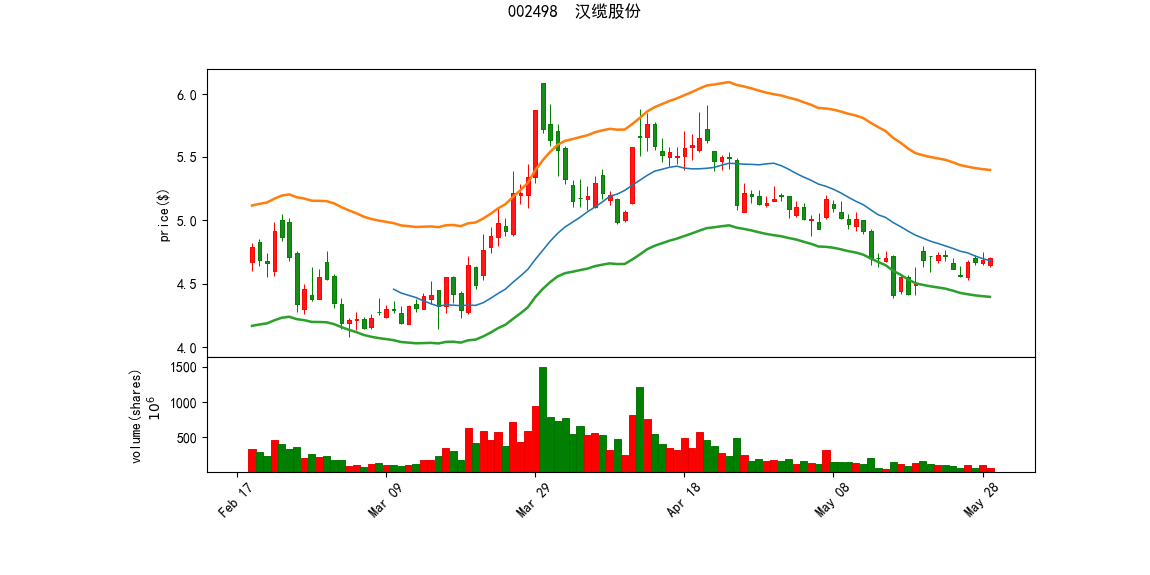 002498 汉缆股份
price($)
6.0
5.5
5.0
4.5
4.0
volume(shares)
10^6
1500
1000
500
Feb 17
Mar 09
Mar 29
Apr 18
May 08
May 28